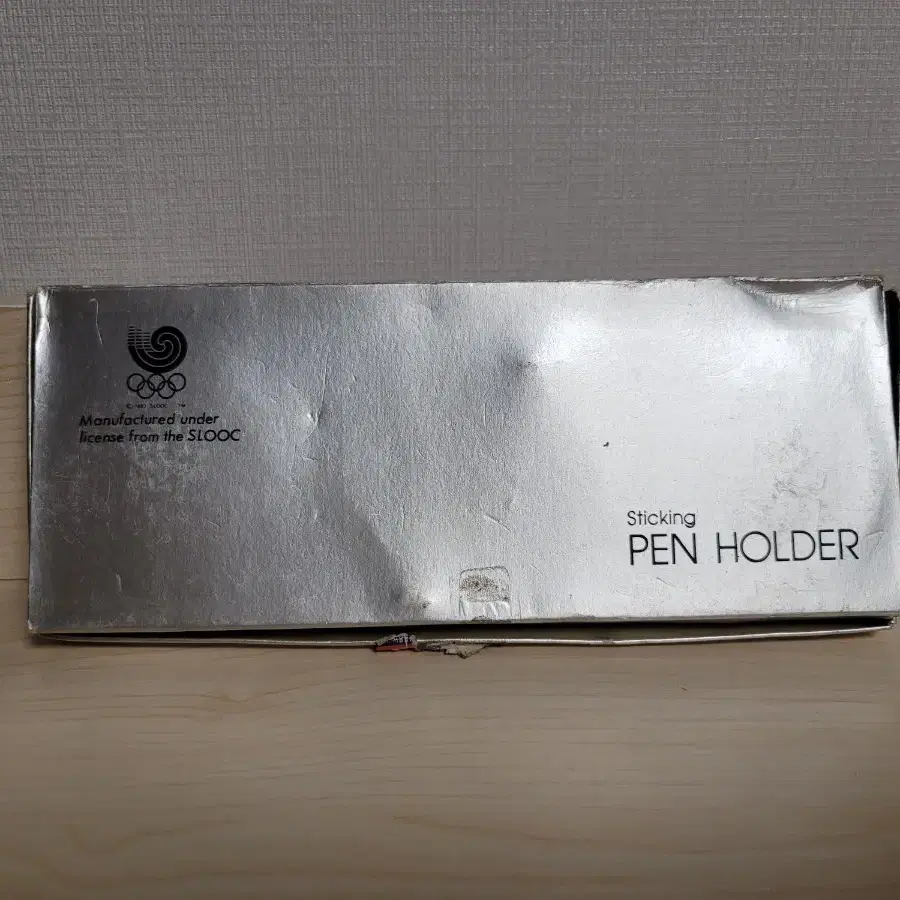 Manufactured under
license from the SLOOC
Sticking
PEN HOLDER